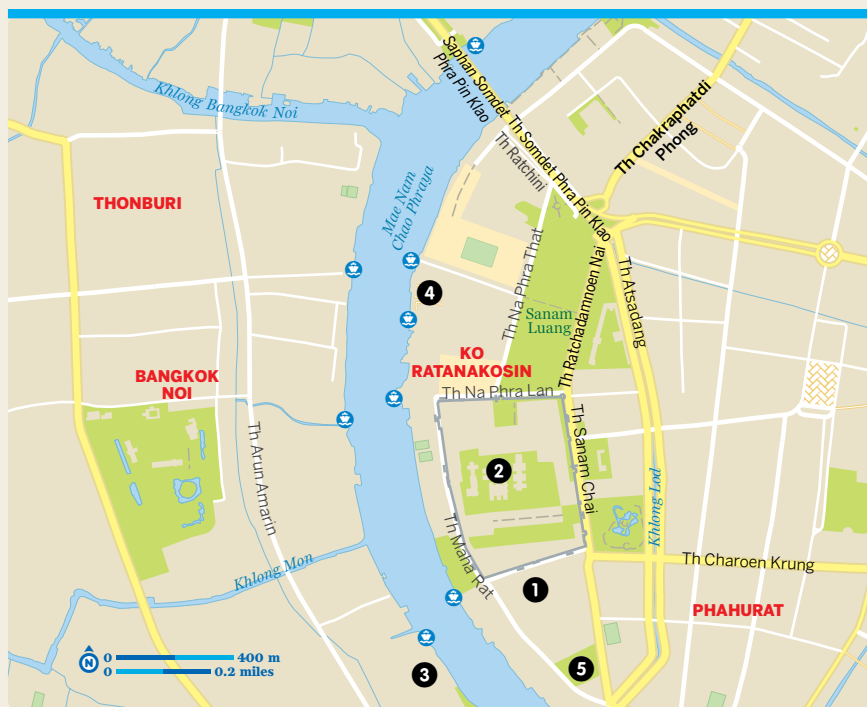 Khlong Bangkok Noi
Saphan Somdet
Phra Pin Klao
Th Somdet Phra Pin Klao
Th Chakraphatdi
Phong
Th Ratchini
THONBURI
Mae Nam
Chao Phraya
Th Na Phra That
Th Ratchadamnoen Nai
Th Atsadang
4
Sanam
Luang
KO
RATANAKOSIN
BANGKOK
NOI
Th Na Phra Lan
Th Arun Amarin
Th Sanam Chai
2
Khlong Lod
Th Maha Rat
Khlong Mon
Th Charoen Krung
1
PHAHURAT
N
0 400 m
0 0.2 miles
3
5